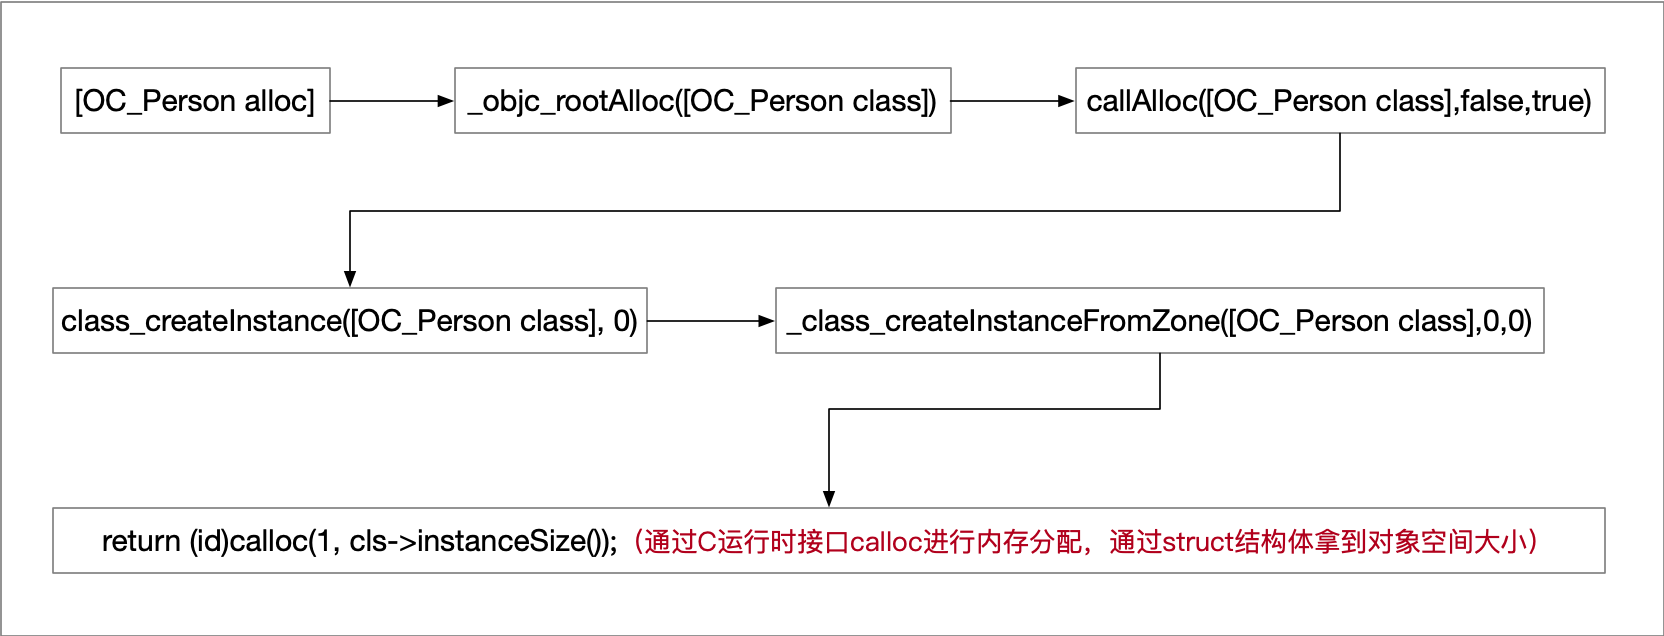 [OC_Person alloc]
_objc_rootAlloc([OC_Person class])
callAlloc([OC_Person class],false,true)
class_createInstance([OC_Person class], 0)
_class_createInstanceFromZone([OC_Person class],0,0)
return (id)calloc(1, cls->instanceSize());（通过C运行时接口calloc进行内存分配，通过struct结构体拿到对象空间大小）